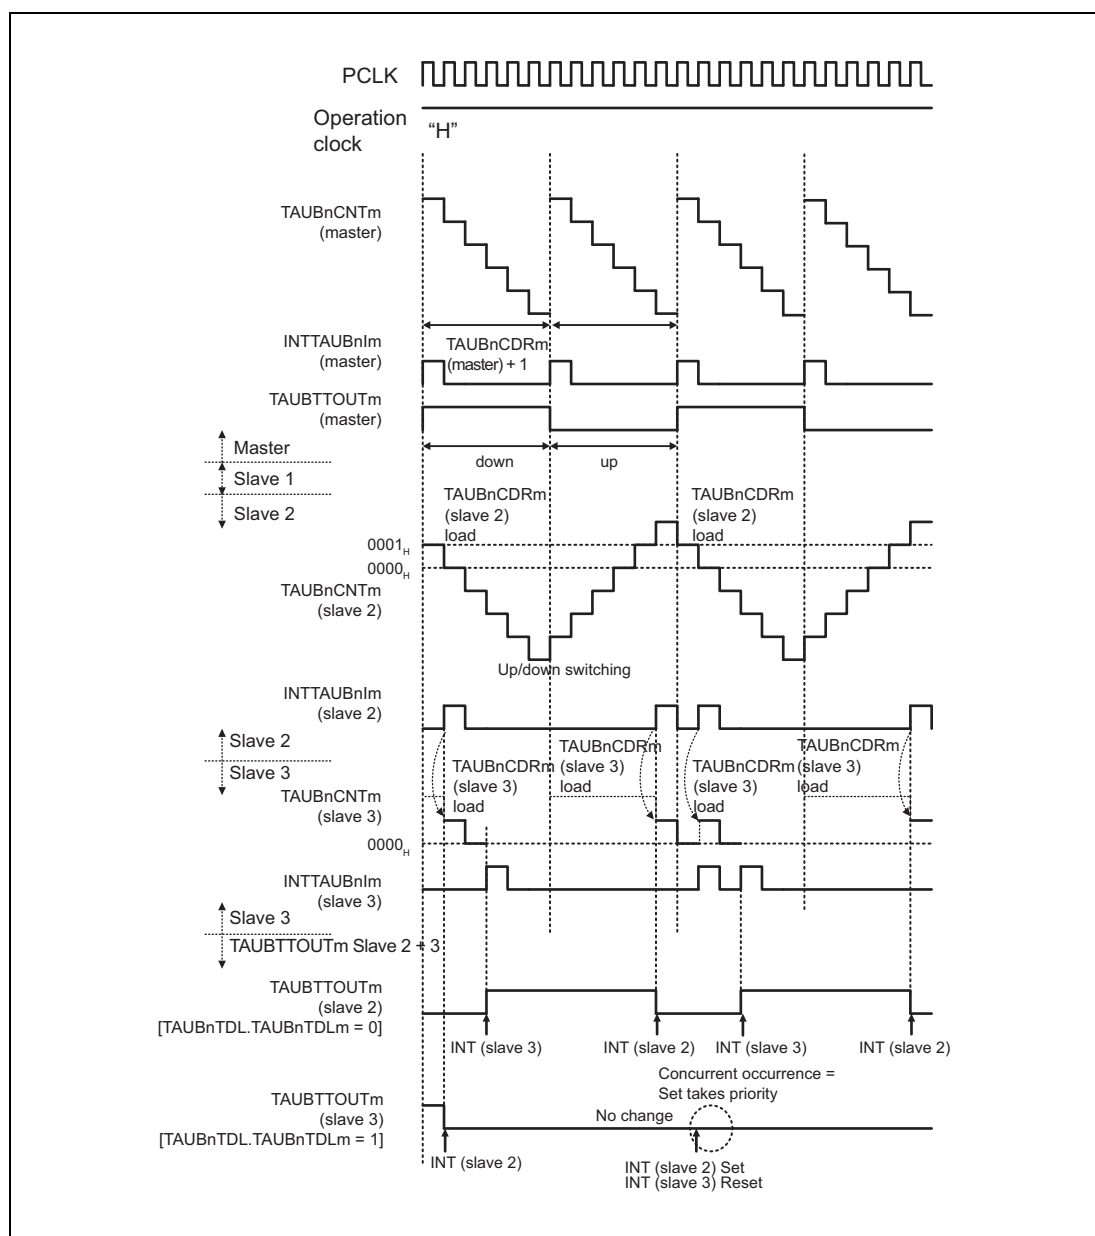 PCLK
Operation
clock
“H”
TAUBnCNTm
(master)
INTTAUBnIm
(master)
TAUBnCDRm
(master) + 1
TAUBTTOUTm
(master)
Master
Slave 1
Slave 2
down
up
TAUBnCDRm
(slave 2)
load
TAUBnCDRm
(slave 2)
load
0001H
0000H
TAUBnCNTm
(slave 2)
Up/down switching
INTTAUBnIm
(slave 2)
Slave 2
Slave 3
TAUBnCDRm
(slave 3)
load
TAUBnCDRm
(slave 3)
load
TAUBnCDRm
(slave 3)
load
TAUBnCDRm
(slave 3)
load
TAUBnCNTm
(slave 3)
0000H
INTTAUBnIm
(slave 3)
Slave 3
TAUBTTOUTm Slave 2 + 3
TAUBTTOUTm
(slave 2)
[TAUBnTDL.TAUBnTDLm = 0]
INT (slave 3)
INT (slave 2)
INT (slave 3)
INT (slave 2)
Concurrent occurrence =
Set takes priority
TAUBTTOUTm
(slave 3)
[TAUBnTDL.TAUBnTDLm = 1]
No change
INT (slave 2)
INT (slave 2) Set
INT (slave 3) Reset